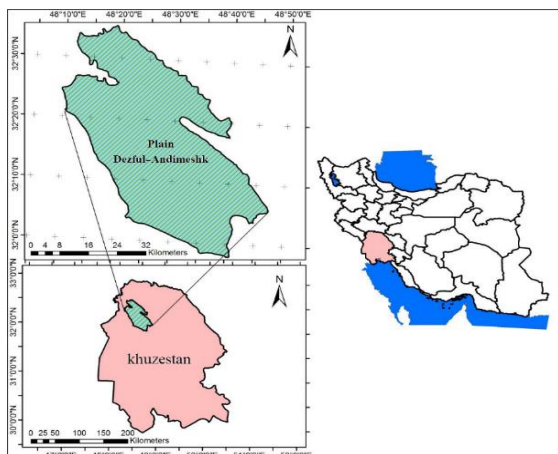 48°10'0"E 48°20'0"E 48°30'0"E 48°40'0"E 48°50'0"E
N
32°30'0"N
32°20'0"N
Plain
Dezful–Andimeshk
32°10'0"N
32°0'0"N
0 4 8 16 24 32
Kilometers
N
33°0'0"N
32°0'0"N
khuzestan
31°0'0"N
30°0'0"N
0 25 50 100 150 200
Kilometers